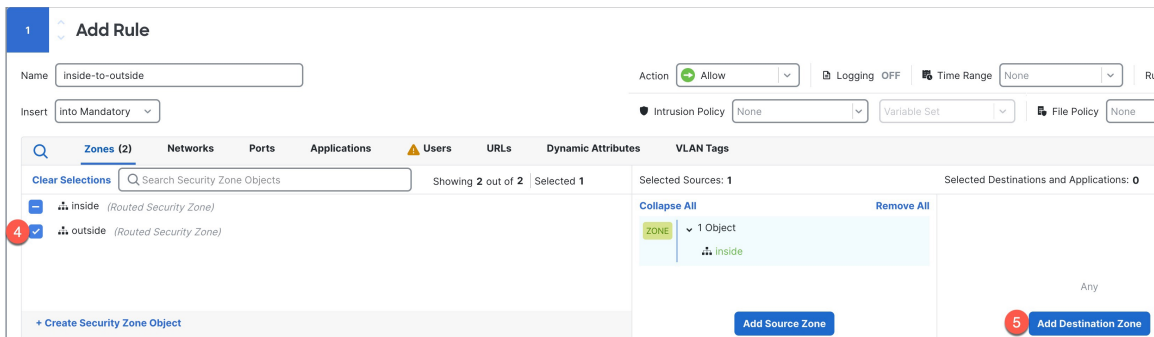 1 Add Rule
Name inside-to-outside Action Allow Logging OFF Time Range None
Insert into Mandatory Intrusion Policy None Variable Set File Policy None
Zones (2) Networks Ports Applications Users URLs Dynamic Attributes VLAN Tags
Clear Selections Search Security Zone Objects Showing 2 out of 2 Selected 1 Selected Sources: 1 Selected Destinations and Applications: 0
inside (Routed Security Zone) Collapse All Remove All
4 outside (Routed Security Zone) ZONE 1 Object
inside
Any
+ Create Security Zone Object Add Source Zone 5 Add Destination Zone